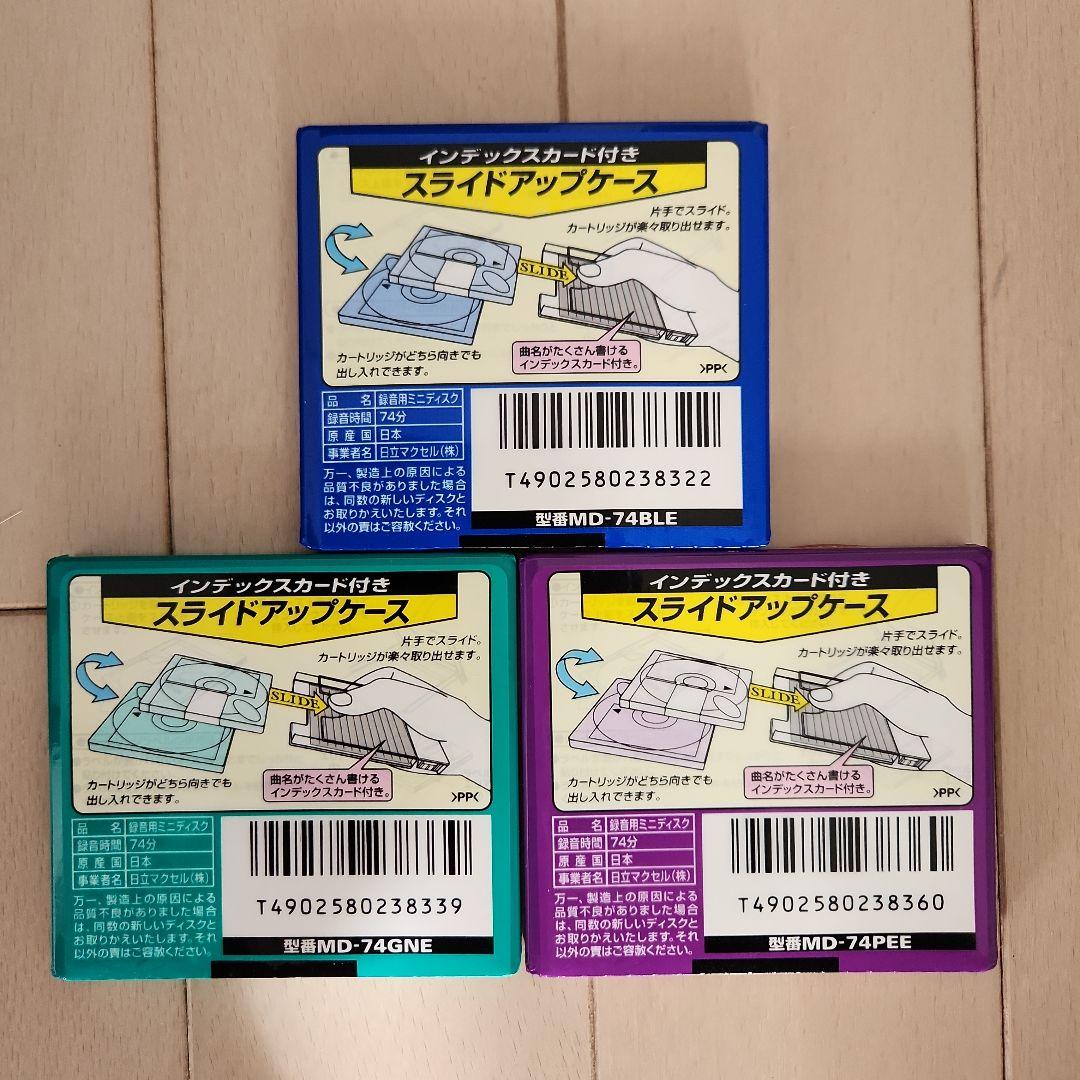 インデックスカード付き
スライドアップケース
片手でスライド。
カートリッジが楽々取り出せます。
SLIDE
カートリッジがどちら向きでも
出し入れできます。
曲名がたくさん書ける
インデックスカード付き。
>PP<
品名 録音用ミニディスク
録音時間 74分
原産国 日本
事業者名 日立マクセル(株)
万一、製造上の原因による
品質不良がありました場合
は、同数の新しいディスクと
お取りかえいたします。それ
以外の責はご容赦ください。
T4902580238322
型番MD-74BLE
インデックスカード付き
スライドアップケース
片手でスライド。
カートリッジが楽々取り出せます。
SLIDE
カートリッジがどちら向きでも
出し入れできます。
曲名がたくさん書ける
インデックスカード付き。
>PP<
品名 録音用ミニディスク
録音時間 74分
原産国 日本
事業者名 日立マクセル(株)
万一、製造上の原因による
品質不良がありました場合
は、同数の新しいディスクと
お取りかえいたします。それ
以外の責はご容赦ください。
T4902580238339
型番MD-74GNE
インデックスカード付き
スライドアップケース
片手でスライド。
カートリッジが楽々取り出せます。
SLIDE
カートリッジがどちら向きでも
出し入れできます。
曲名がたくさん書ける
インデックスカード付き。
>PP<
品名 録音用ミニディスク
録音時間 74分
原産国 日本
事業者名 日立マクセル(株)
万一、製造上の原因による
品質不良がありました場合
は、同数の新しいディスクと
お取りかえいたします。それ
以外の責はご容赦ください。
T4902580238360
型番MD-74PEE